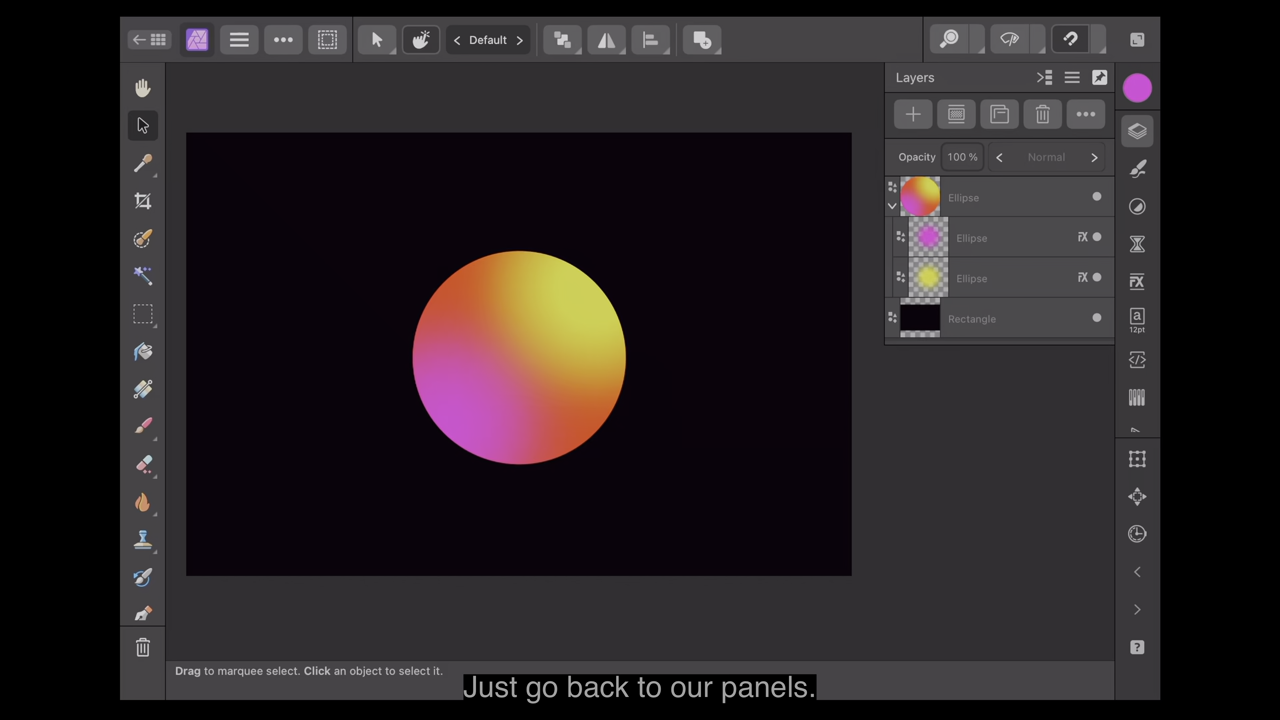 Default
Layers
Opacity 100 % Normal
Ellipse
Ellipse FX
Ellipse FX
Rectangle
FX
a
12pt
?
Drag to marquee select. Click an object to select it.
Just go back to our panels.